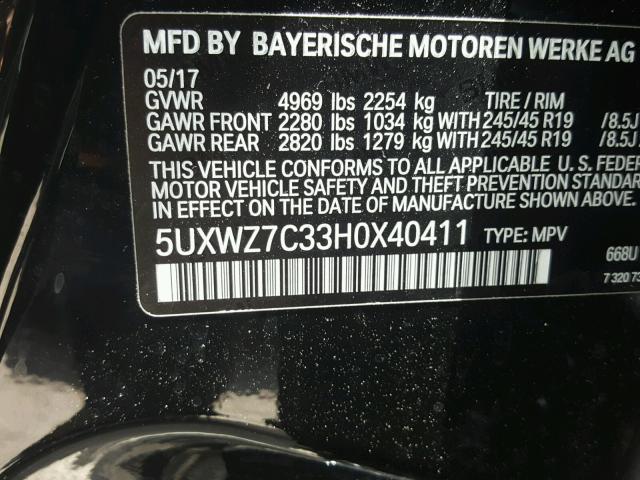 MFD BY BAYERISCHE MOTOREN WERKE AG
05/17
GVWR 4969 lbs 2254 kg TIRE / RIM
GAWR FRONT 2280 lbs 1034 kg WITH 245/45 R19 /8.5J
GAWR REAR 2820 lbs 1279 kg WITH 245/45 R19 /8.5J
THIS VEHICLE CONFORMS TO ALL APPLICABLE U. S. FEDER
MOTOR VEHICLE SAFETY AND THEFT PREVENTION STANDAR
IN EFFECT ON THE DATE OF MANUFACTURE SHOWN ABOVE.
5UXWZ7C33H0X40411 TYPE: MPV
668U
7 320 73